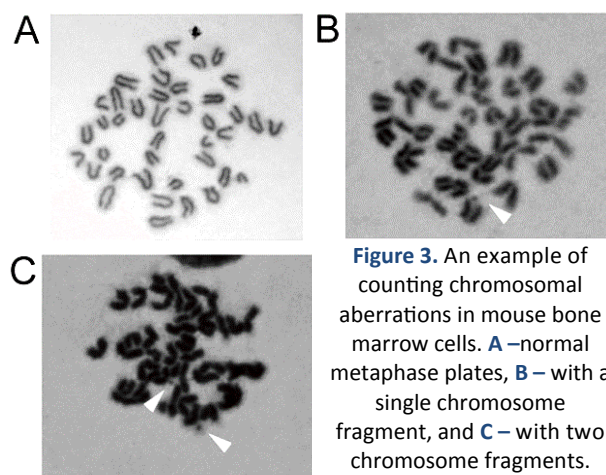 A
B
C
Figure 3. An example of
counting chromosomal
aberrations in mouse bone
marrow cells. A –normal
metaphase plates, B – with a
single chromosome
fragment, and C – with two
chromosome fragments.